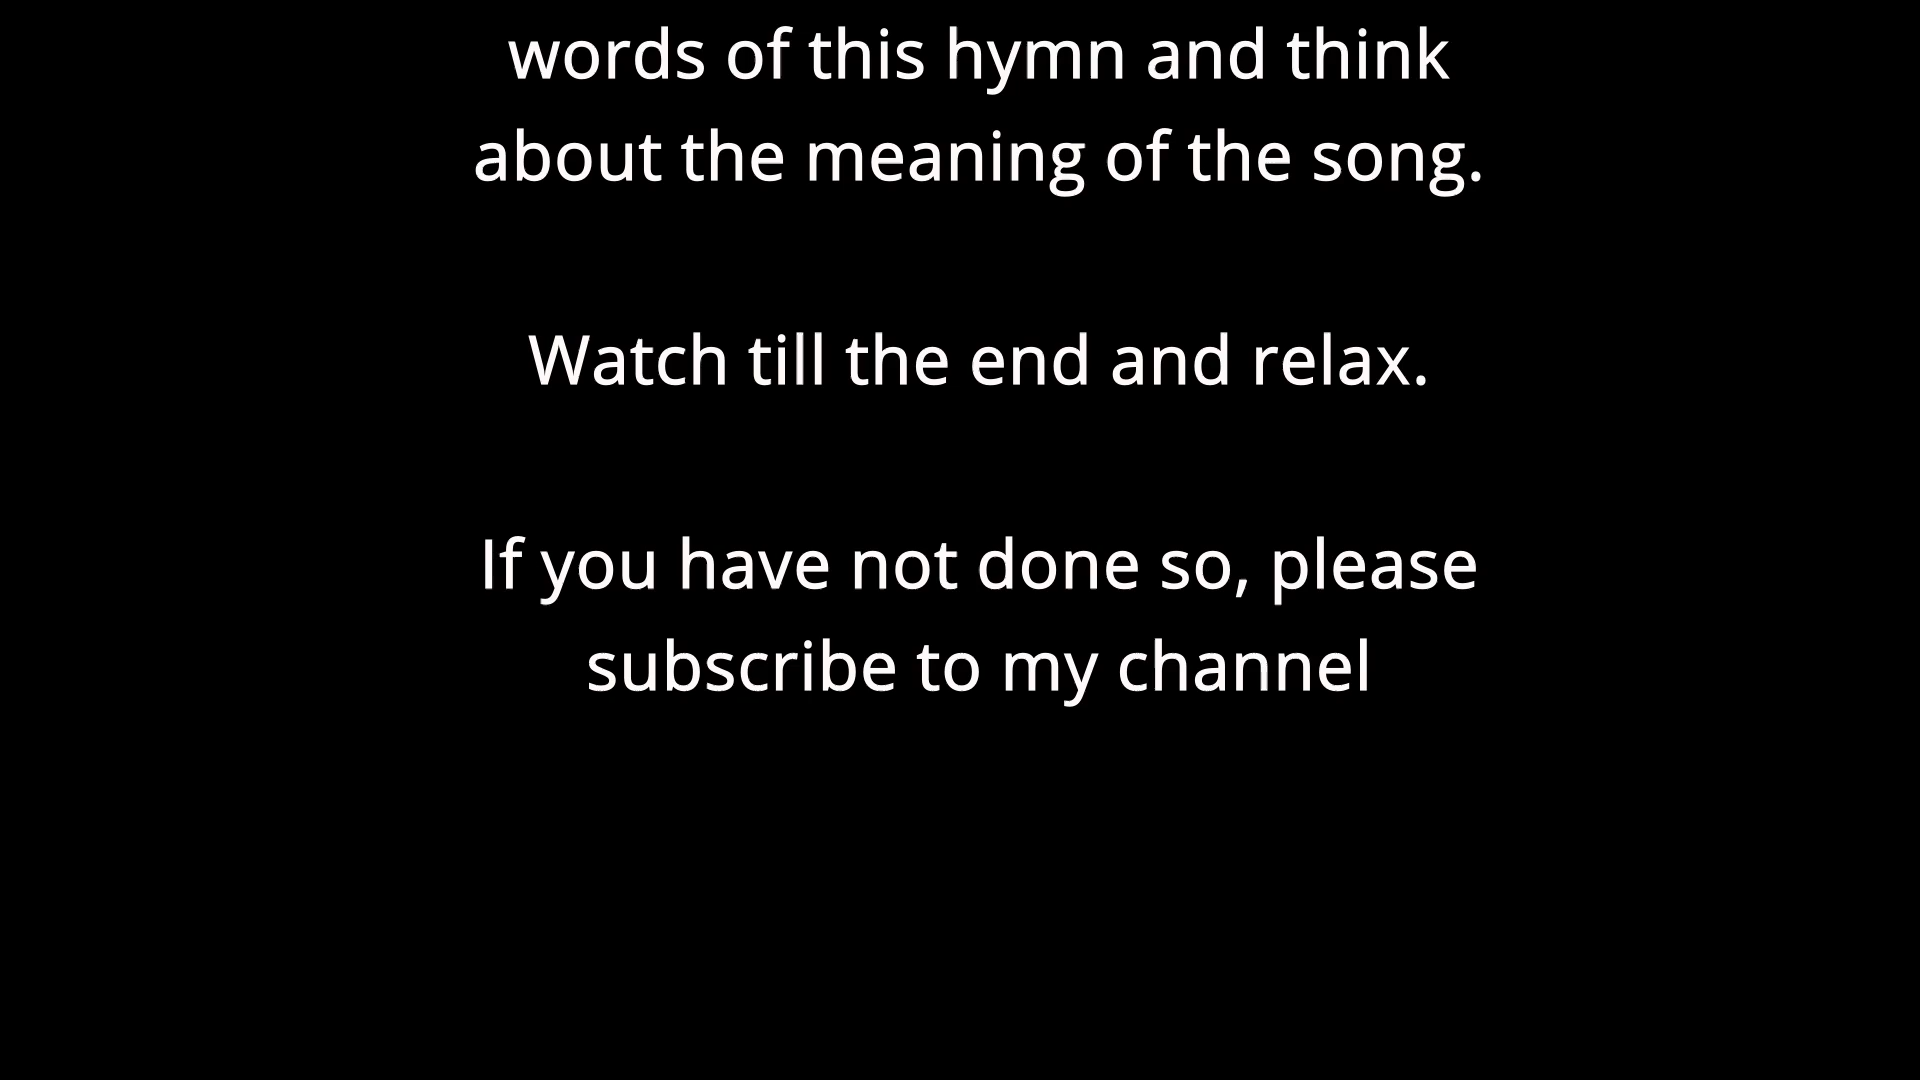 words of this hymn and think
about the meaning of the song.
Watch till the end and relax.
If you have not done so, please
subscribe to my channel